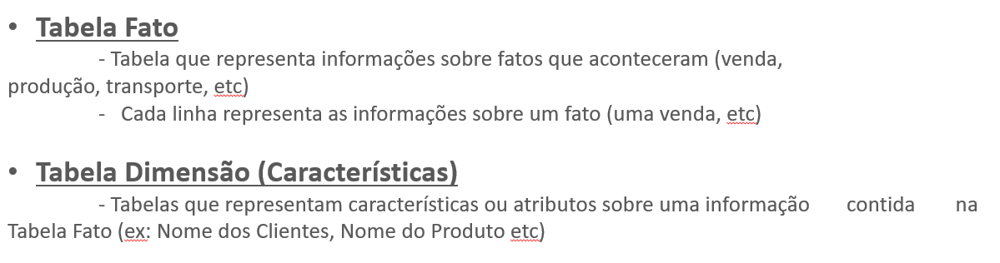 • Tabela Fato
- Tabela que representa informações sobre fatos que aconteceram (venda,
produção, transporte, etc)
- Cada linha representa as informações sobre um fato (uma venda, etc)
• Tabela Dimensão (Características)
- Tabelas que representam características ou atributos sobre uma informação contida na
Tabela Fato (ex: Nome dos Clientes, Nome do Produto etc)